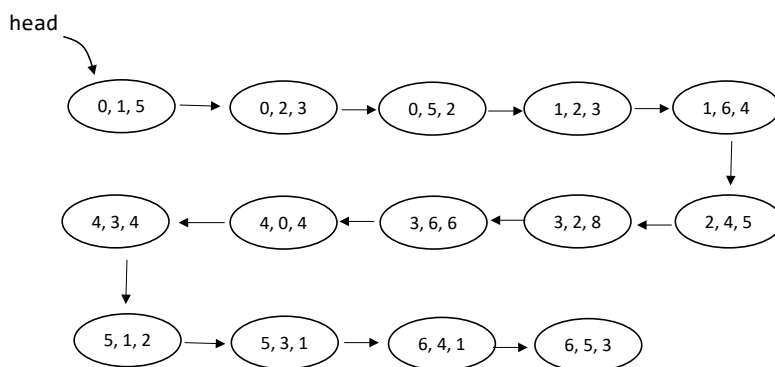 head
0, 1, 5
0, 2, 3
0, 5, 2
1, 2, 3
1, 6, 4
4, 3, 4
4, 0, 4
3, 6, 6
3, 2, 8
2, 4, 5
5, 1, 2
5, 3, 1
6, 4, 1
6, 5, 3